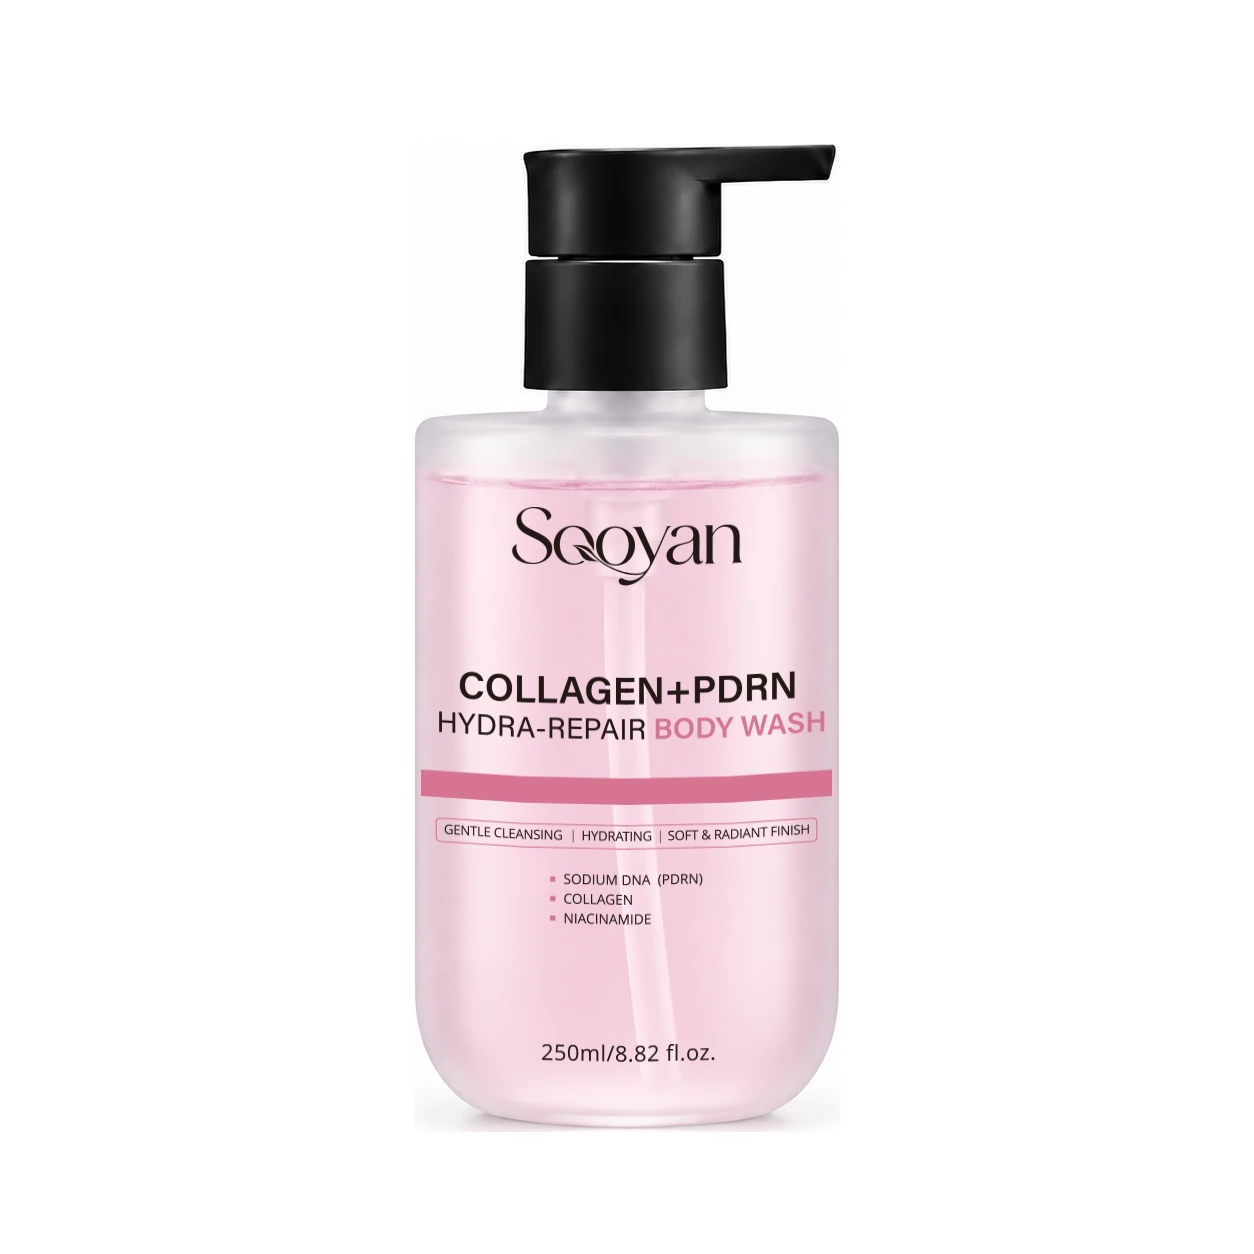 Sooyan
COLLAGEN+PDRN
HYDRA-REPAIR BODY WASH
GENTLE CLEANSING | HYDRATING | SOFT & RADIANT FINISH
▪ SODIUM DNA (PDRN)
▪ COLLAGEN
▪ NIACINAMIDE
250ml/8.82 fl.oz.